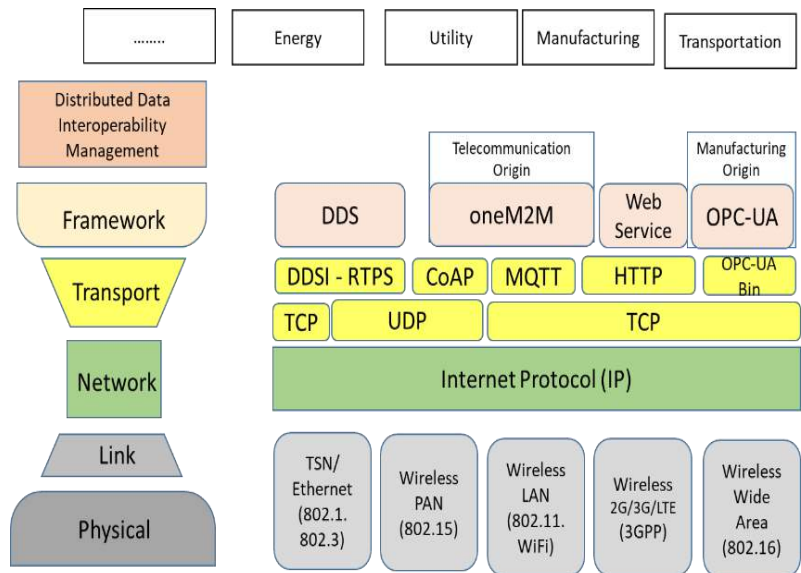 ........
Energy
Utility
Manufacturing
Transportation
Distributed Data
Interoperability
Management
Telecommunication
Origin
Manufacturing
Origin
Framework
DDS
oneM2M
Web
Service
OPC-UA
Transport
DDSI - RTPS
CoAP
MQTT
HTTP
OPC-UA
Bin
TCP
UDP
TCP
Network
Internet Protocol (IP)
Link
Physical
TSN/
Ethernet
(802.1.
802.3)
Wireless
PAN
(802.15)
Wireless
LAN
(802.11.
WiFi)
Wireless
2G/3G/LTE
(3GPP)
Wireless
Wide
Area
(802.16)